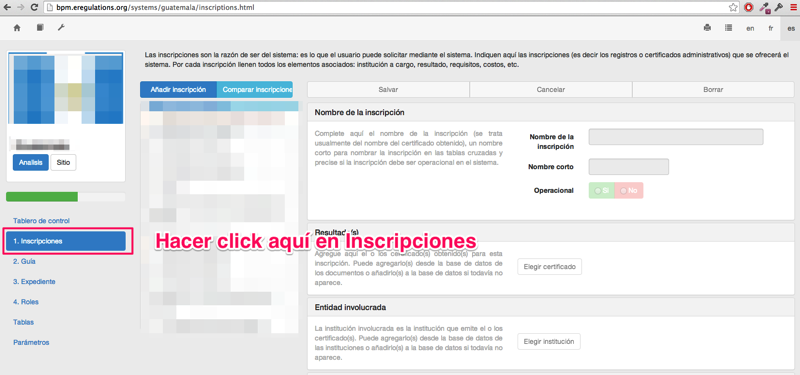 bpm.eregulations.org/systems/guatemala/inscriptions.html
en fr es
Las inscripciones son la razón de ser del sistema: es lo que el usuario puede solicitar mediante el sistema. Indiquen aquí las inscripciones (es decir los registros o certificados administrativos) que se ofrecerá el
sistema. Por cada inscripción llenen todos los elementos asociados: institución a cargo, resultado, requisitos, costos, etc.
Añadir inscripción Comparar inscripcione
Salvar Cancelar Borrar
Nombre de la inscripción
Complete aquí el nombre de la inscripción (se trata
usualmente del nombre del certificado obtenido), un nombre
corto para nombrar la inscripción en las tablas cruzadas y
precise si la inscripción debe ser operacional en el sistema.
Nombre de la
inscripción
Nombre corto
Operacional Si No
Analisis Sitio
Tablero de control
1. Inscripciones
Hacer click aquí en Inscripciones
2. Guía
3. Expediente
4. Roles
Tablas
Parámetros
Resultado(s)
Agregue aquí el o los certificado(s) obtenido(s) para esta
inscripción. Puede agregarlo(s) desde la base de datos de
los documentos o añadirlo(s) a la base de datos si todavía no
aparece.
Elegir certificado
Entidad involucrada
La institución involucrada es la institución que emite el o los
certificado(s). Puede agregarlo(s) desde la base de datos de
las instituciones o añadirlo(s) a la base de datos si todavía no
aparece.
Elegir institución